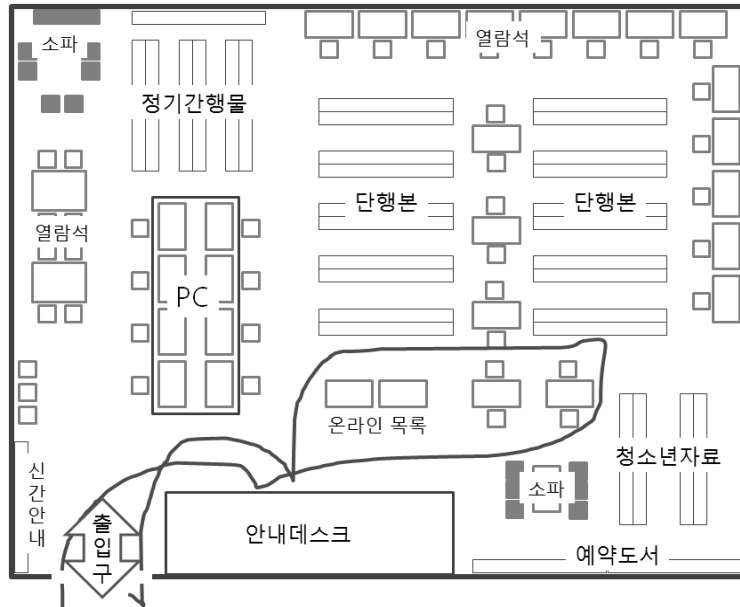 소파
열람석
정기간행물
단행본
단행본
열람석
PC
온라인 목록
청소년자료
소파
신간안내
출입구
안내데스크
예약도서